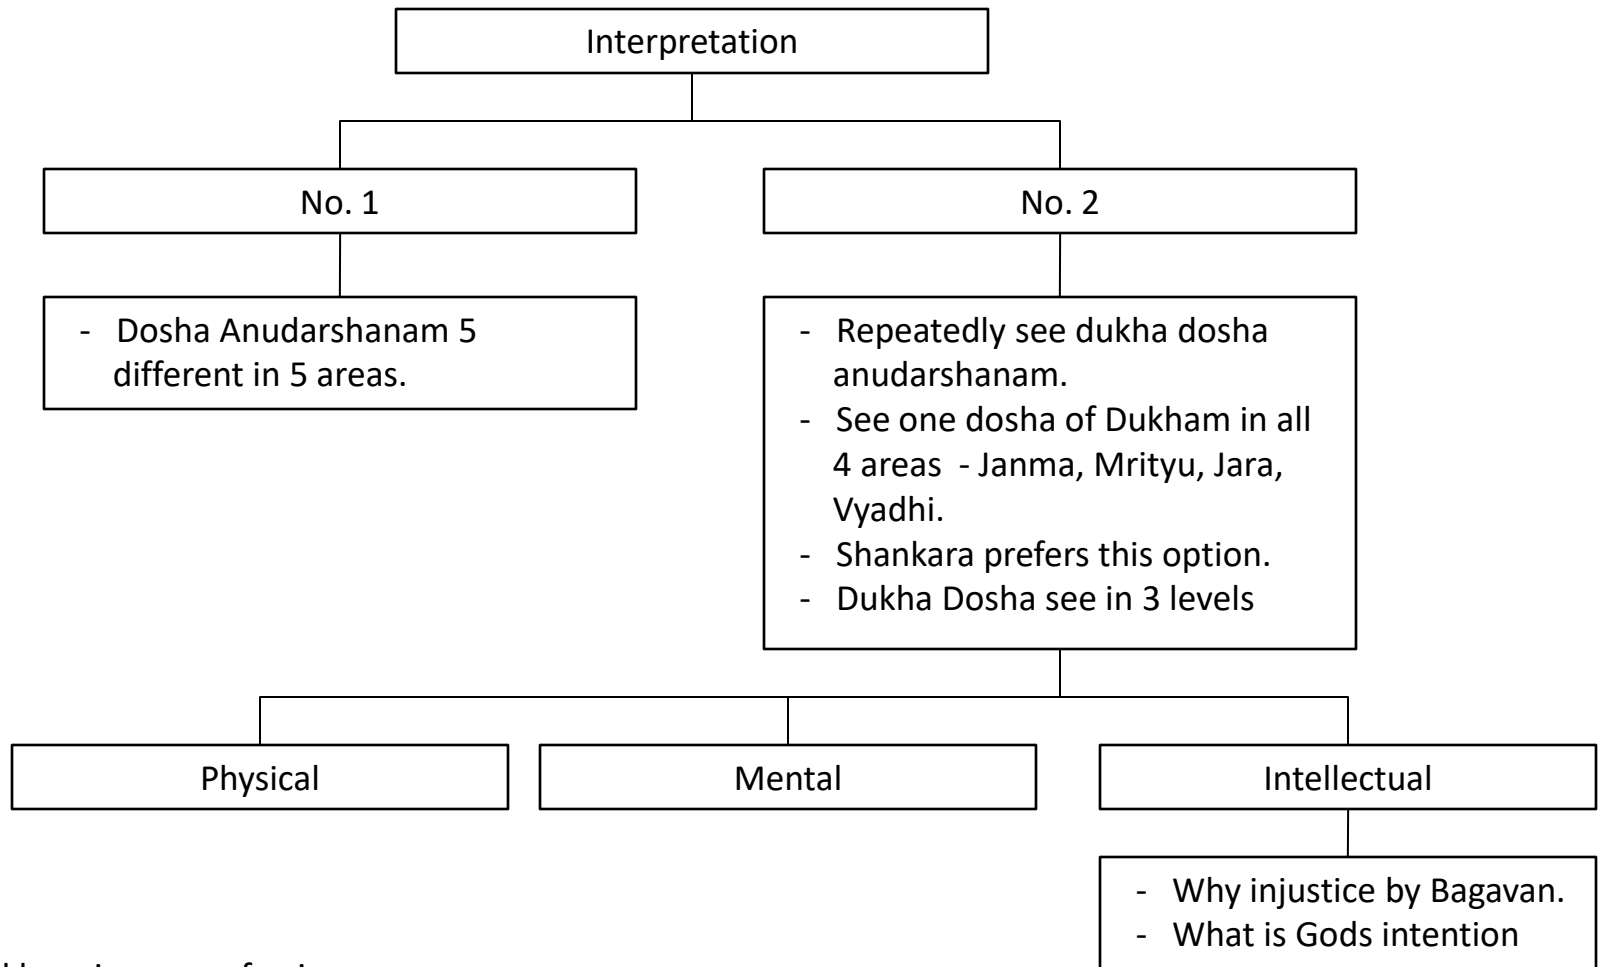 Interpretation
No. 1
No. 2
- Dosha Anudarshanam 5
different in 5 areas.
- Repeatedly see dukha dosha
anudarshanam.
- See one dosha of Dukham in all
4 areas - Janma, Mrityu, Jara,
Vyadhi.
- Shankara prefers this option.
- Dukha Dosha see in 3 levels
Physical
Mental
Intellectual
- Why injustice by Bagavan.
- What is Gods intention